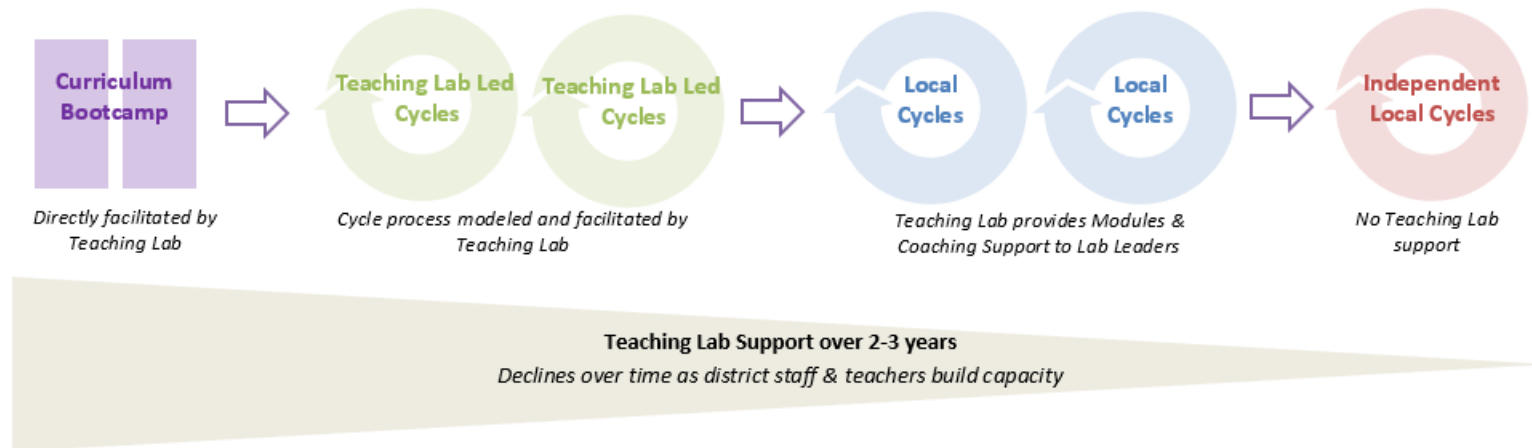 Curriculum
Bootcamp
Teaching Lab Led
Cycles
Teaching Lab Led
Cycles
Local
Cycles
Local
Cycles
Independent
Local Cycles
Directly facilitated by
Teaching Lab
Cycle process modeled and facilitated by
Teaching Lab
Teaching Lab provides Modules &
Coaching Support to Lab Leaders
No Teaching Lab
support
Teaching Lab Support over 2-3 years
Declines over time as district staff & teachers build capacity